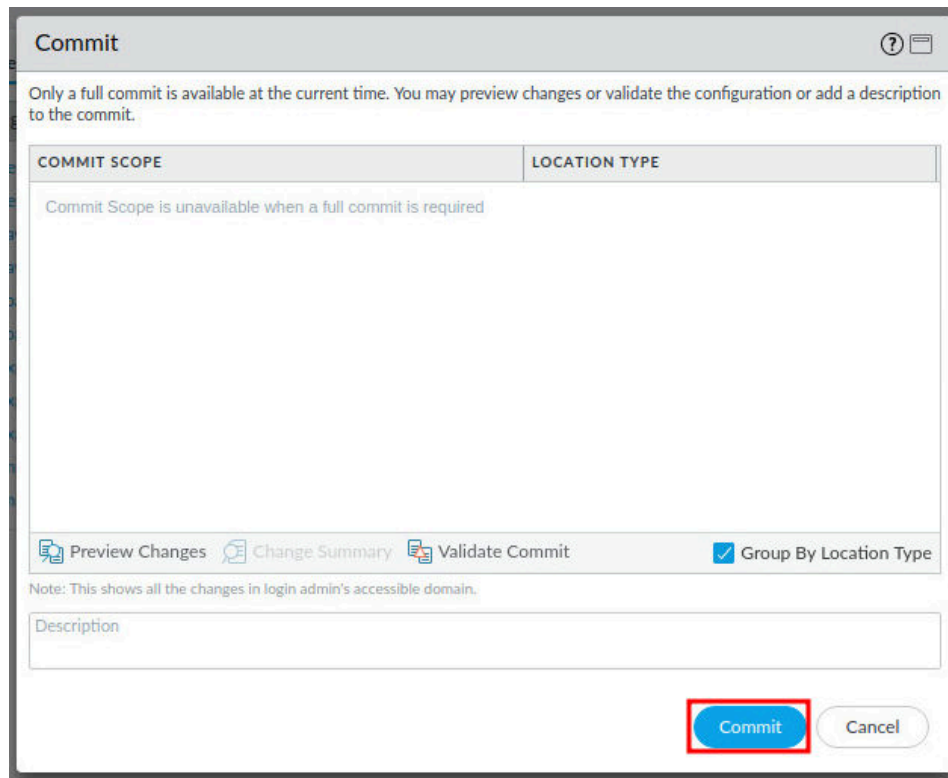 Commit
Only a full commit is available at the current time. You may preview changes or validate the configuration or add a description
to the commit.
COMMIT SCOPE
LOCATION TYPE
Commit Scope is unavailable when a full commit is required
Preview Changes
Change Summary
Validate Commit
Group By Location Type
Note: This shows all the changes in login admin's accessible domain.
Description
Commit
Cancel